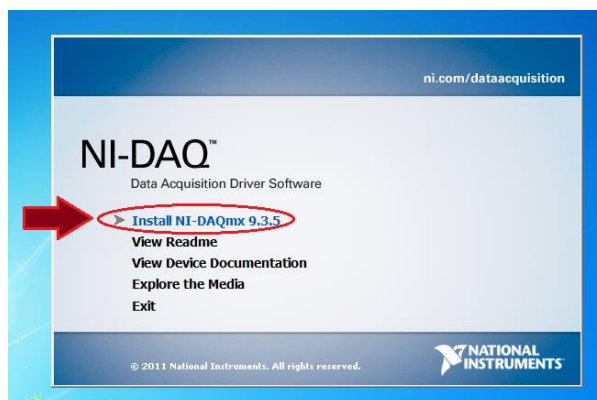 ni.com/dataacquisition
NI-DAQ™
Data Acquisition Driver Software
Install NI-DAQmx 9.3.5
View Readme
View Device Documentation
Explore the Media
Exit
© 2011 National Instruments. All rights reserved.
NATIONAL
INSTRUMENTS